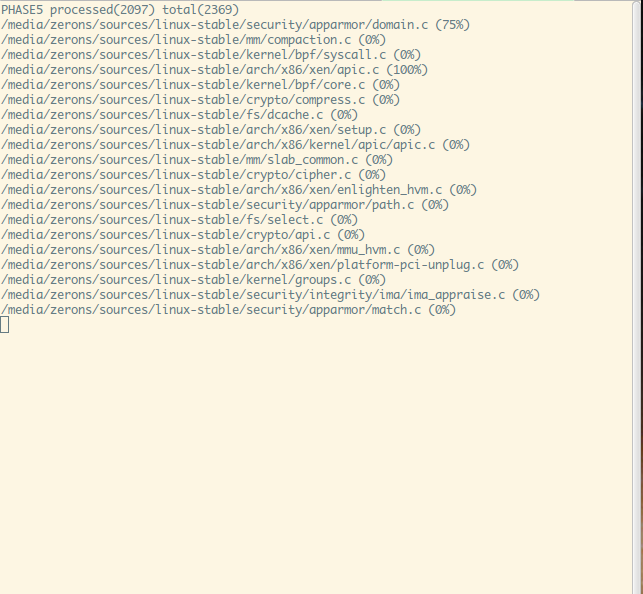 PHASE5 processed(2097) total(2369)
/media/zerons/sources/linux-stable/security/apparmor/domain.c (75%)
/media/zerons/sources/linux-stable/mm/compaction.c (0%)
/media/zerons/sources/linux-stable/kernel/bpf/syscall.c (0%)
/media/zerons/sources/linux-stable/arch/x86/xen/apic.c (100%)
/media/zerons/sources/linux-stable/kernel/bpf/core.c (0%)
/media/zerons/sources/linux-stable/crypto/compress.c (0%)
/media/zerons/sources/linux-stable/fs/dcache.c (0%)
/media/zerons/sources/linux-stable/arch/x86/xen/setup.c (0%)
/media/zerons/sources/linux-stable/arch/x86/kernel/apic/apic.c (0%)
/media/zerons/sources/linux-stable/mm/slab_common.c (0%)
/media/zerons/sources/linux-stable/crypto/cipher.c (0%)
/media/zerons/sources/linux-stable/arch/x86/xen/enlighten_hvm.c (0%)
/media/zerons/sources/linux-stable/security/apparmor/path.c (0%)
/media/zerons/sources/linux-stable/fs/select.c (0%)
/media/zerons/sources/linux-stable/crypto/api.c (0%)
/media/zerons/sources/linux-stable/arch/x86/xen/mmu_hvm.c (0%)
/media/zerons/sources/linux-stable/arch/x86/xen/platform-pci-unplug.c (0%)
/media/zerons/sources/linux-stable/kernel/groups.c (0%)
/media/zerons/sources/linux-stable/security/integrity/ima/ima_appraise.c (0%)
/media/zerons/sources/linux-stable/security/apparmor/match.c (0%)